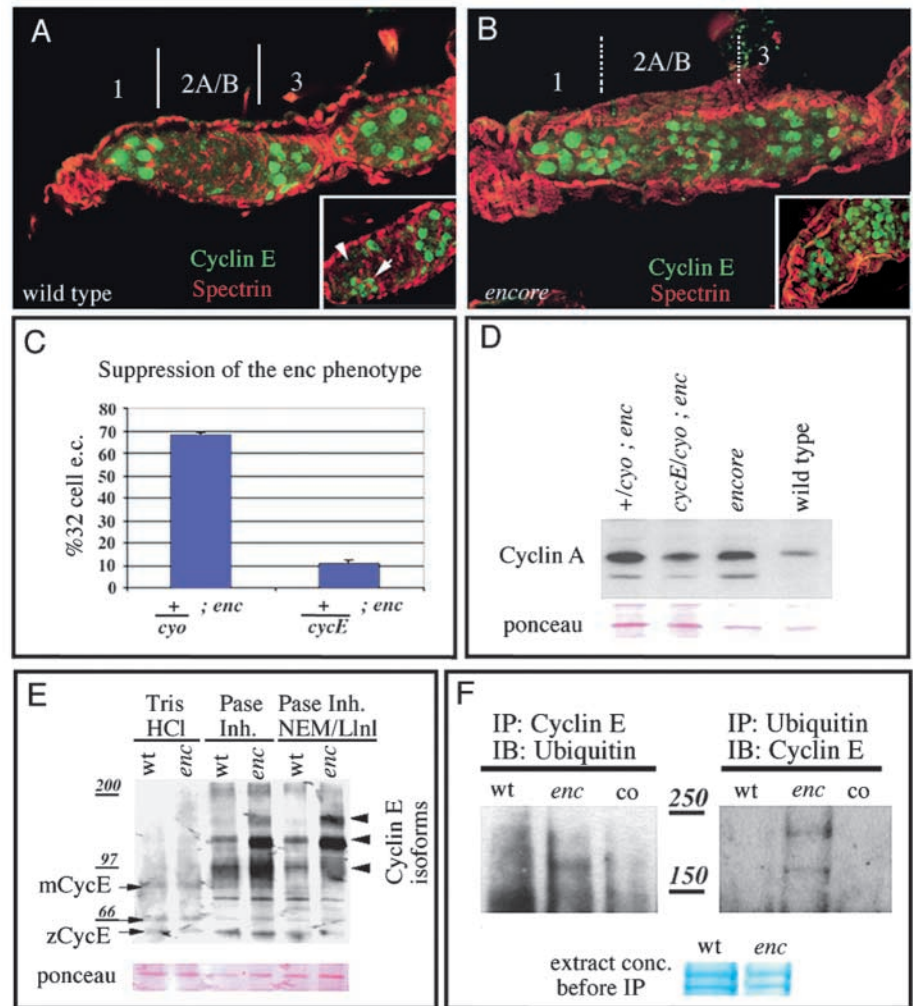 A
1
2A/B
3
Cyclin E
Spectrin
wild type
B
1
2A/B
3
Cyclin E
Spectrin
encore
C
Suppression of the enc phenotype
%32 cell e.c.
80
70
60
50
40
30
20
10
0
+/cyo ; enc
+/cycE ; enc
D
+/cyo ; enc
cycE/cyo ; enc
encore
wild type
Cyclin A
ponceau
E
Tris HCl
Pase Inh.
Pase Inh. NEM/Llnl
wt enc wt enc wt enc
200
97
mCycE
66
zCycE
Cyclin E isoforms
ponceau
F
IP: Cyclin E
IB: Ubiquitin
IP: Ubiquitin
IB: Cyclin E
wt enc co
250
150
wt enc co
wt enc
extract conc.
before IP